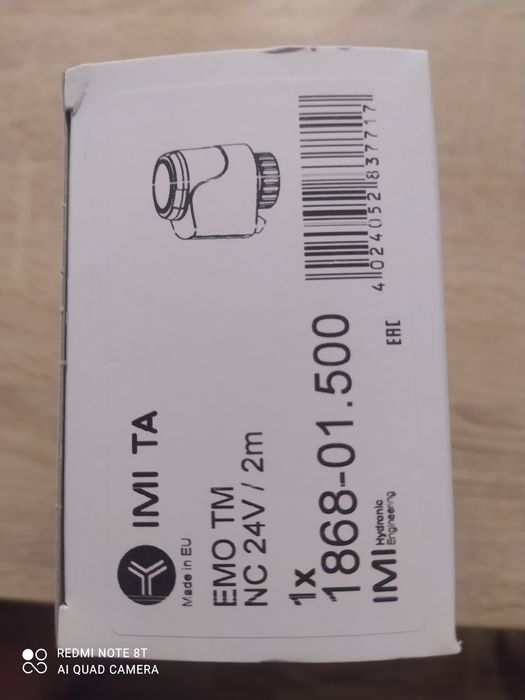 IMI TA
Made in EU
EMO TM
NC 24V / 2m
1x
1868-01.500
IMI Hydronic
Engineering
4 024052 837717
EAC
REDMI NOTE 8T
AI QUAD CAMERA